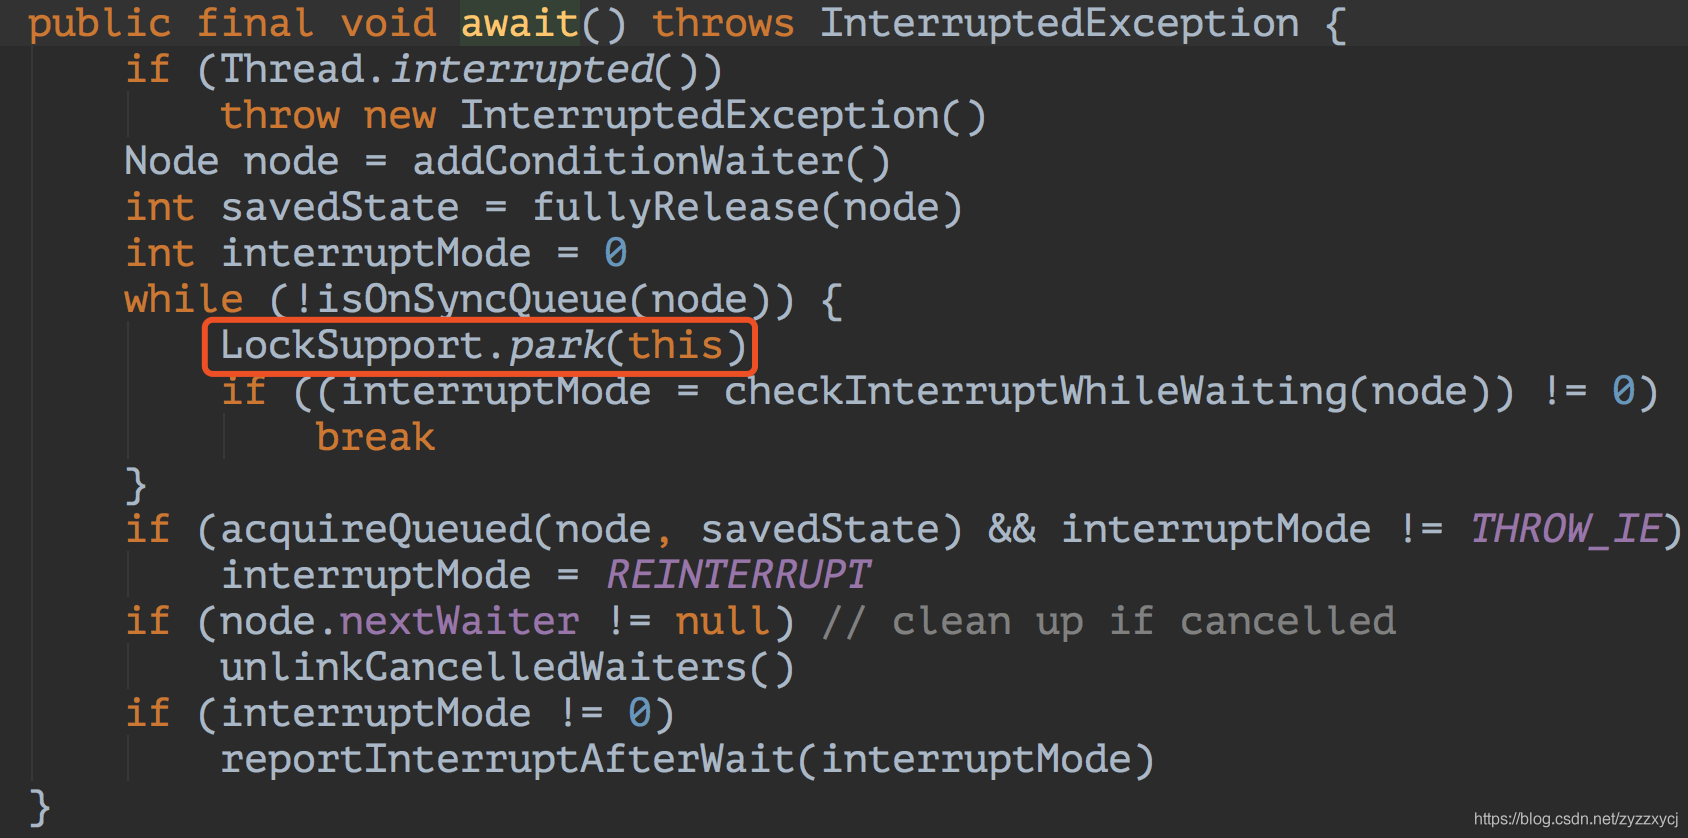 public final void await() throws InterruptedException {
    if (Thread.interrupted())
        throw new InterruptedException()
    Node node = addConditionWaiter()
    int savedState = fullyRelease(node)
    int interruptMode = 0
    while (!isOnSyncQueue(node)) {
        LockSupport.park(this)
        if ((interruptMode = checkInterruptWhileWaiting(node)) != 0)
            break
    }
    if (acquireQueued(node, savedState) && interruptMode != THROW_IE)
        interruptMode = REINTERRUPT
    if (node.nextWaiter != null) // clean up if cancelled
        unlinkCancelledWaiters()
    if (interruptMode != 0)
        reportInterruptAfterWait(interruptMode)
}
https://blog.csdn.net/zyzzxycj